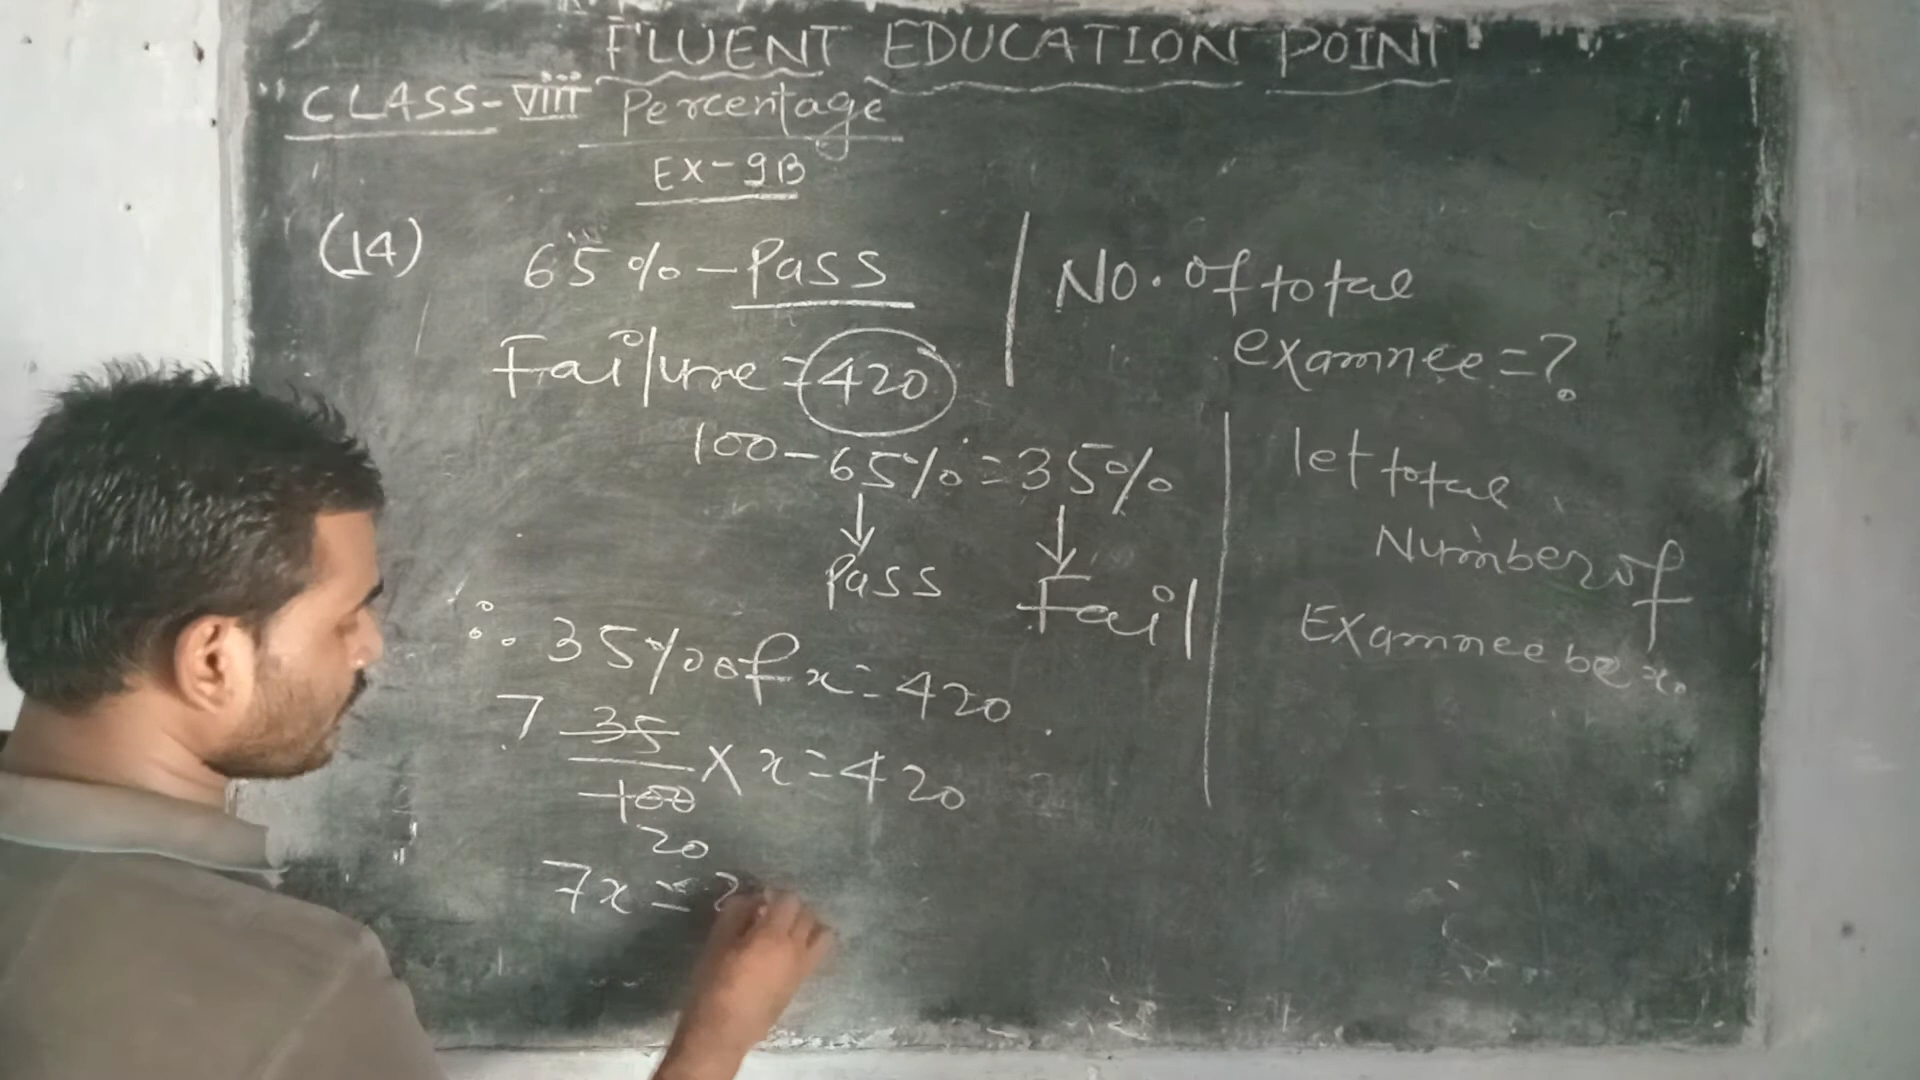 FLUENT EDUCATION POINT
CLASS-VIII Percentage
EX-9B
(14) 65%-Pass
Failure=420
No. of total
examnee=?
100-65%=35%
Pass Fail
let total
Number of
Examnee be x.
∴ 35% of x=420
7 35/100 × x=420
20
7x=2